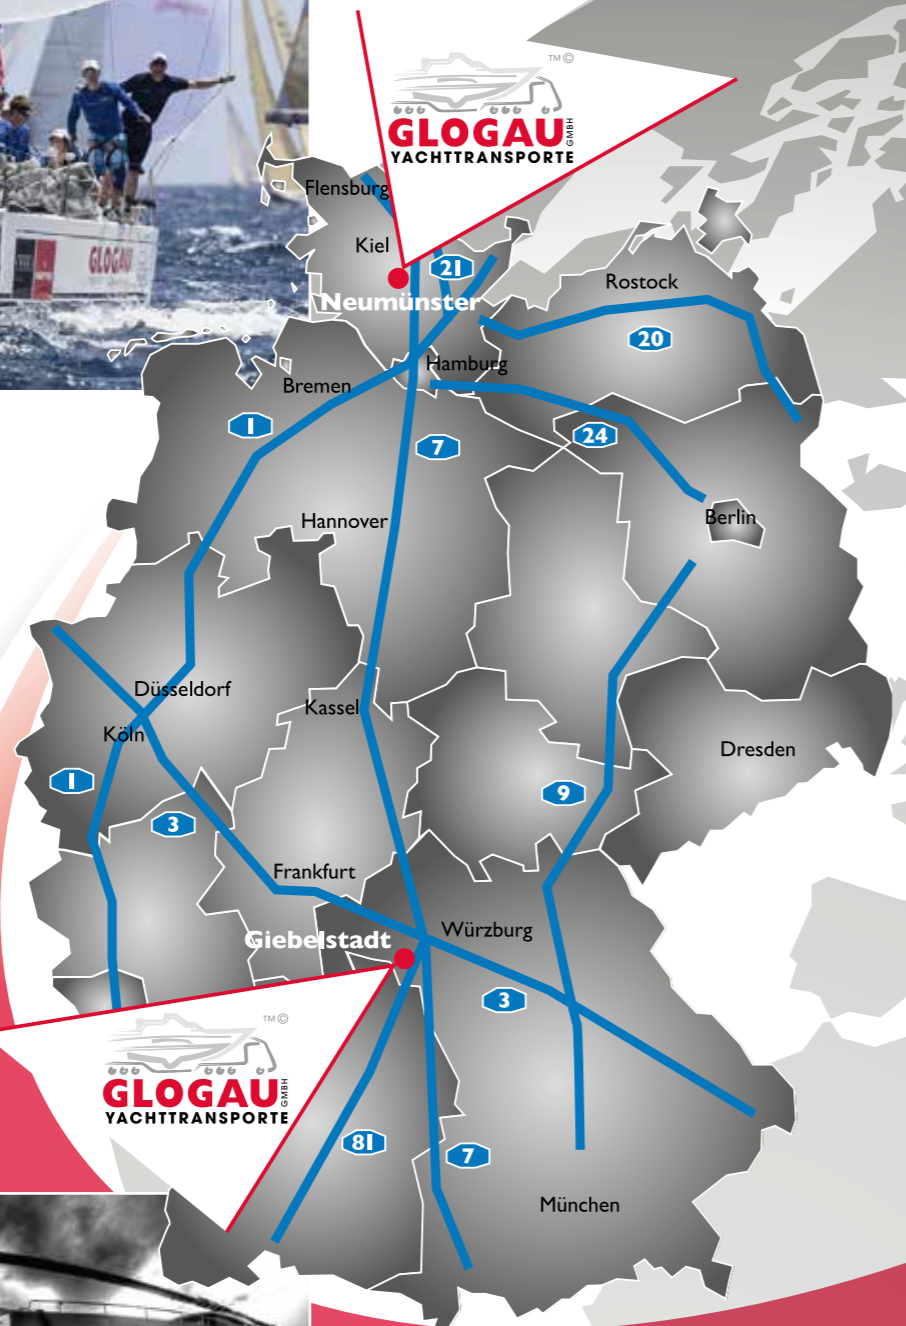 TM ©
GLOGAU GMBH
YACHTTRANSPORTE
Flensburg
Kiel
GLOGAU
21
Rostock
Neumünster
20
Hamburg
Bremen
1
24
7
Berlin
Hannover
Düsseldorf
Kassel
Köln
Dresden
1
9
3
Frankfurt
Würzburg
Giebelstadt
3
TM ©
GLOGAU GMBH
YACHTTRANSPORTE
81
7
München